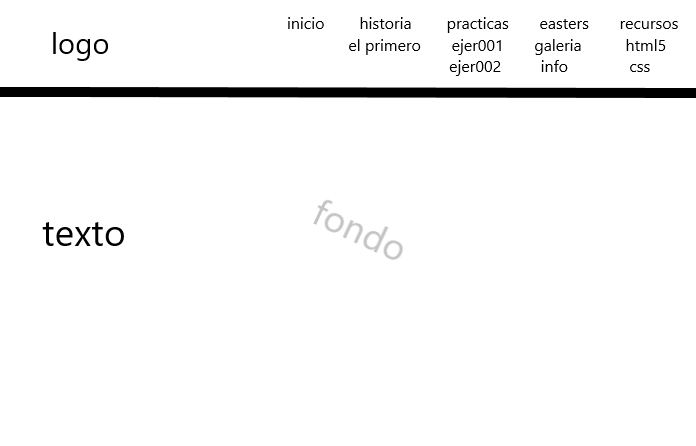 logo
inicio historia practicas easters recursos
el primero ejer001 galeria html5
ejer002 info css
texto
fondo